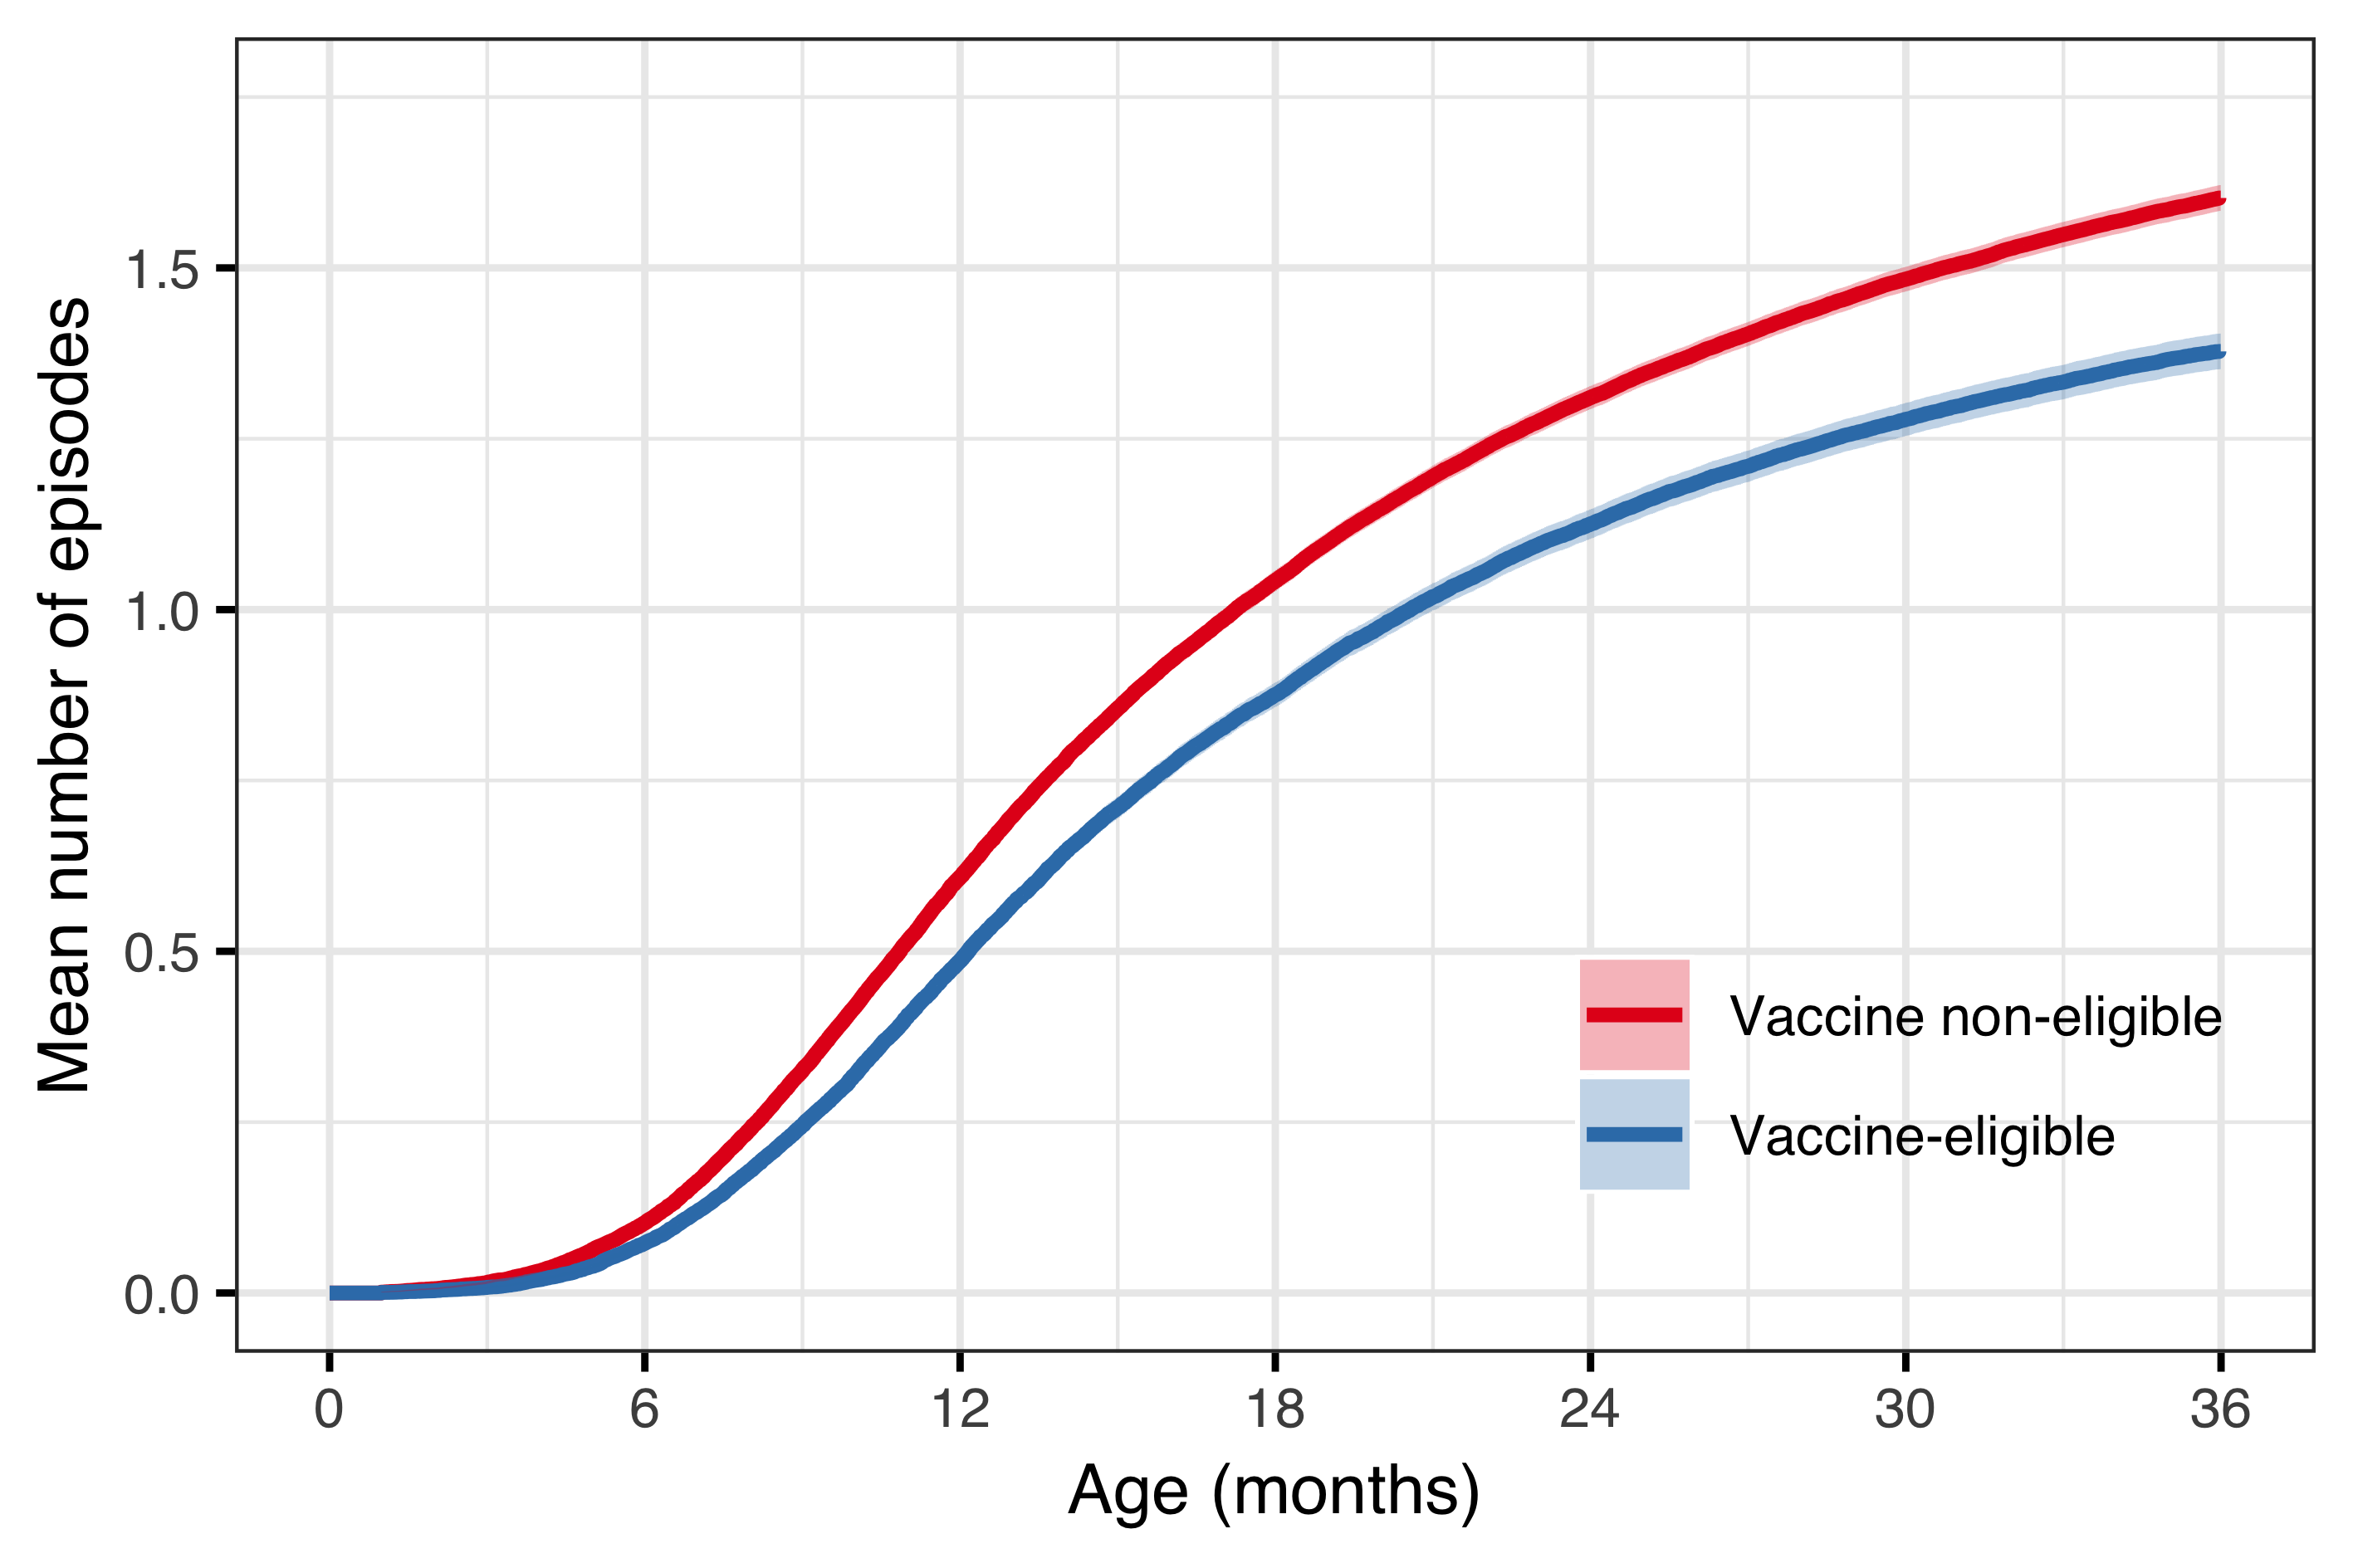 Mean number of episodes
1.5
1.0
0.5
0.0
0 6 12 18 24 30 36
Age (months)
Vaccine non-eligible
Vaccine-eligible